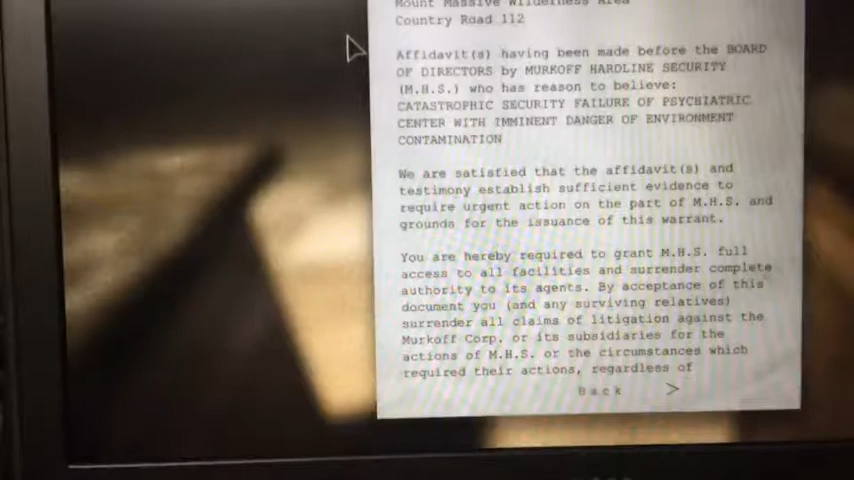 Mount Massive Wilderness Area
Country Road 112
Affidavit(s) having been made before the BOARD
OF DIRECTORS by MURKOFF HARDLINE SECURITY
(M.H.S.) who has reason to believe:
CATASTROPHIC SECURITY FAILURE OF PSYCHIATRIC
CENTER WITH IMMINENT DANGER OF ENVIRONMENT
CONTAMINATION
We are satisfied that the affidavit(s) and
testimony establish sufficient evidence to
require urgent action on the part of M.H.S. and
grounds for the issuance of this warrant.
You are hereby required to grant M.H.S. full
access to all facilities and surrender complete
authority to its agents. By acceptance of this
document you (and any surviving relatives)
surrender all claims of litigation against the
Murkoff Corp. or its subsidiaries for the
actions of M.H.S. or the circumstances which
required their actions, regardless of
Back >